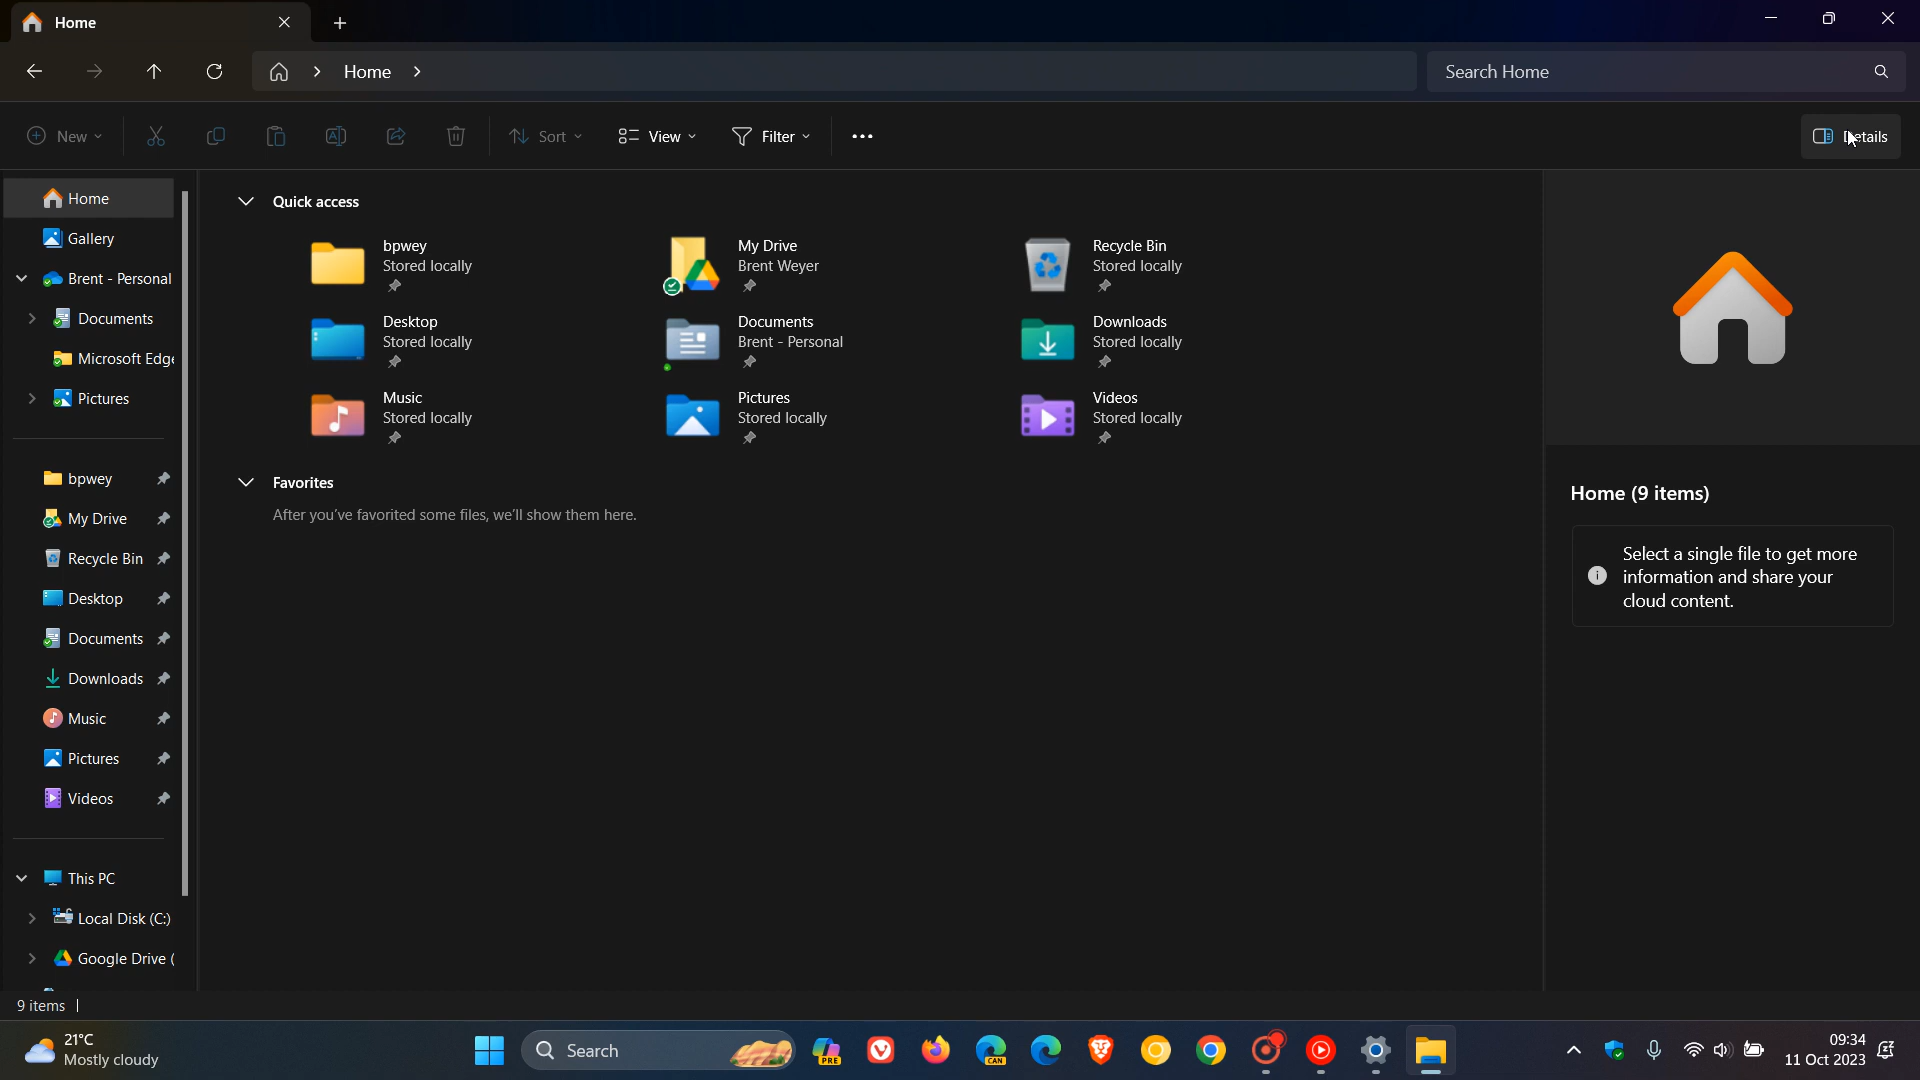 Home
Home
Search Home
New
Sort
View
Filter
Home
Gallery
Brent - Personal
Documents
Microsoft Edge
Pictures
bpwey
My Drive
Recycle Bin
Desktop
Documents
Downloads
Music
Pictures
Videos
This PC
Local Disk (C:)
Google Drive (
Quick access
bpwey
Stored locally
My Drive
Brent Weyer
Recycle Bin
Stored locally
Desktop
Stored locally
Documents
Brent - Personal
Downloads
Stored locally
Music
Stored locally
Pictures
Stored locally
Videos
Stored locally
Favorites
After you've favorited some files, we'll show them here.
Home (9 items)
Select a single file to get more
information and share your
cloud content.
9 items
21°C
Mostly cloudy
Search
PRE
CAN
09:34
11 Oct 2023